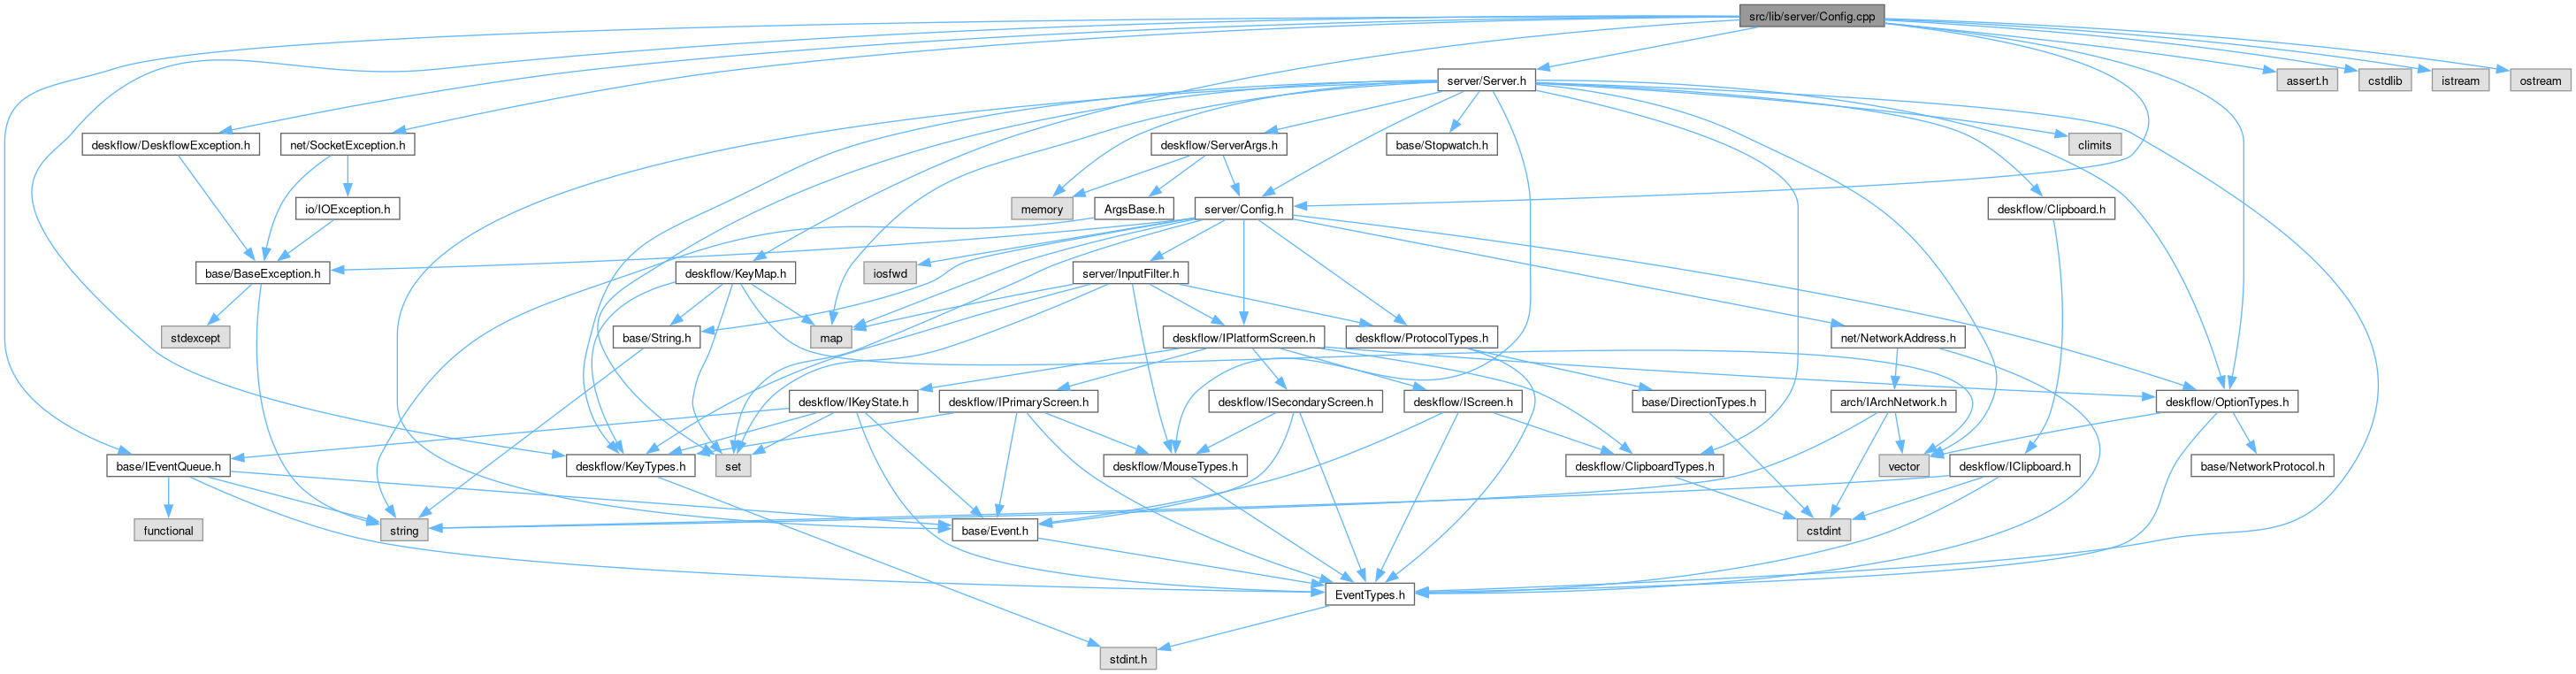 src/lib/server/Config.cpp
server/Server.h
assert.h
cstdlib
istream
ostream
deskflow/DeskflowException.h
net/SocketException.h
deskflow/ServerArgs.h
base/Stopwatch.h
climits
io/IOException.h
memory
ArgsBase.h
server/Config.h
deskflow/Clipboard.h
base/BaseException.h
deskflow/KeyMap.h
iosfwd
server/InputFilter.h
stdexcept
base/String.h
map
deskflow/IPlatformScreen.h
deskflow/ProtocolTypes.h
net/NetworkAddress.h
deskflow/IKeyState.h
deskflow/IPrimaryScreen.h
deskflow/ISecondaryScreen.h
deskflow/IScreen.h
base/DirectionTypes.h
arch/IArchNetwork.h
deskflow/OptionTypes.h
base/IEventQueue.h
deskflow/KeyTypes.h
set
deskflow/MouseTypes.h
deskflow/ClipboardTypes.h
vector
deskflow/IClipboard.h
base/NetworkProtocol.h
functional
string
base/Event.h
cstdint
EventTypes.h
stdint.h